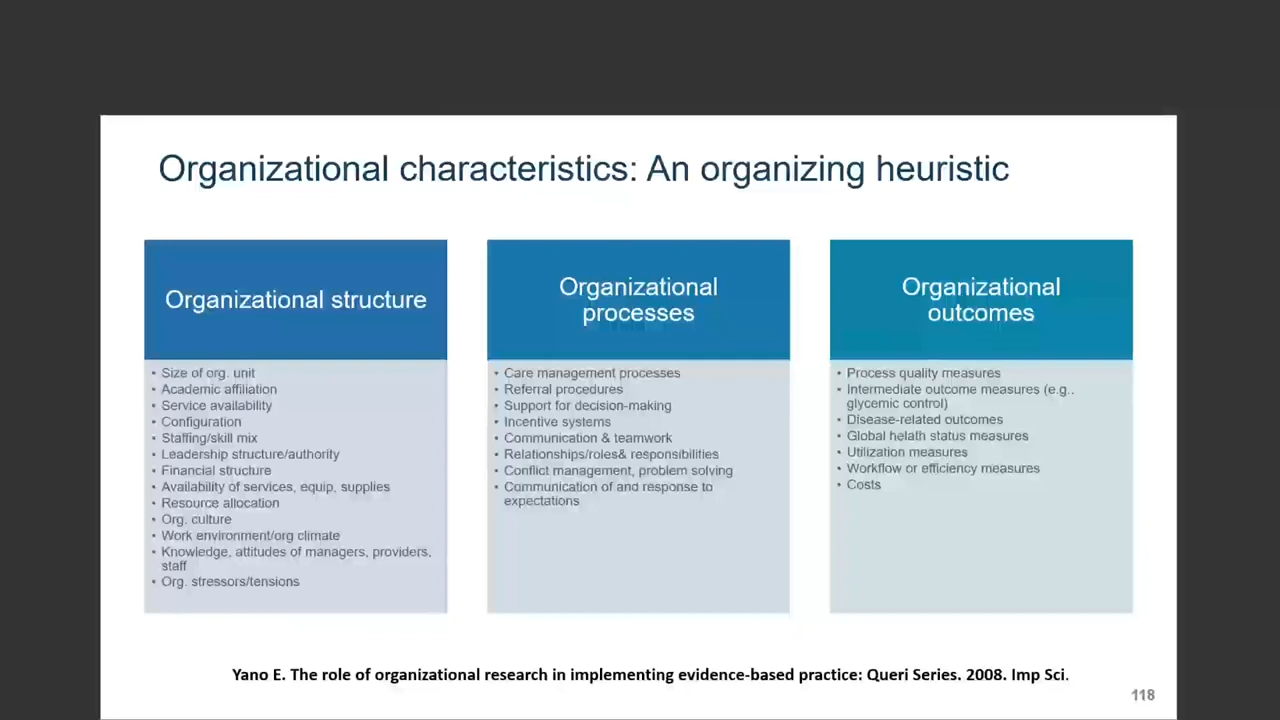 Organizational characteristics: An organizing heuristic
Organizational structure
• Size of org. unit
• Academic affiliation
• Service availability
• Configuration
• Staffing/skill mix
• Leadership structure/authority
• Financial structure
• Availability of services, equip, supplies
• Resource allocation
• Org. culture
• Work environment/org climate
• Knowledge, attitudes of managers, providers,
staff
• Org. stressors/tensions
Organizational
processes
• Care management processes
• Referral procedures
• Support for decision-making
• Incentive systems
• Communication & teamwork
• Relationships/roles& responsibilities
• Conflict management, problem solving
• Communication of and response to
expectations
Organizational
outcomes
• Process quality measures
• Intermediate outcome measures (e.g..
glycemic control)
• Disease-related outcomes
• Global helath status measures
• Utilization measures
• Workflow or efficiency measures
• Costs
Yano E. The role of organizational research in implementing evidence-based practice: Queri Series. 2008. Imp Sci.
118